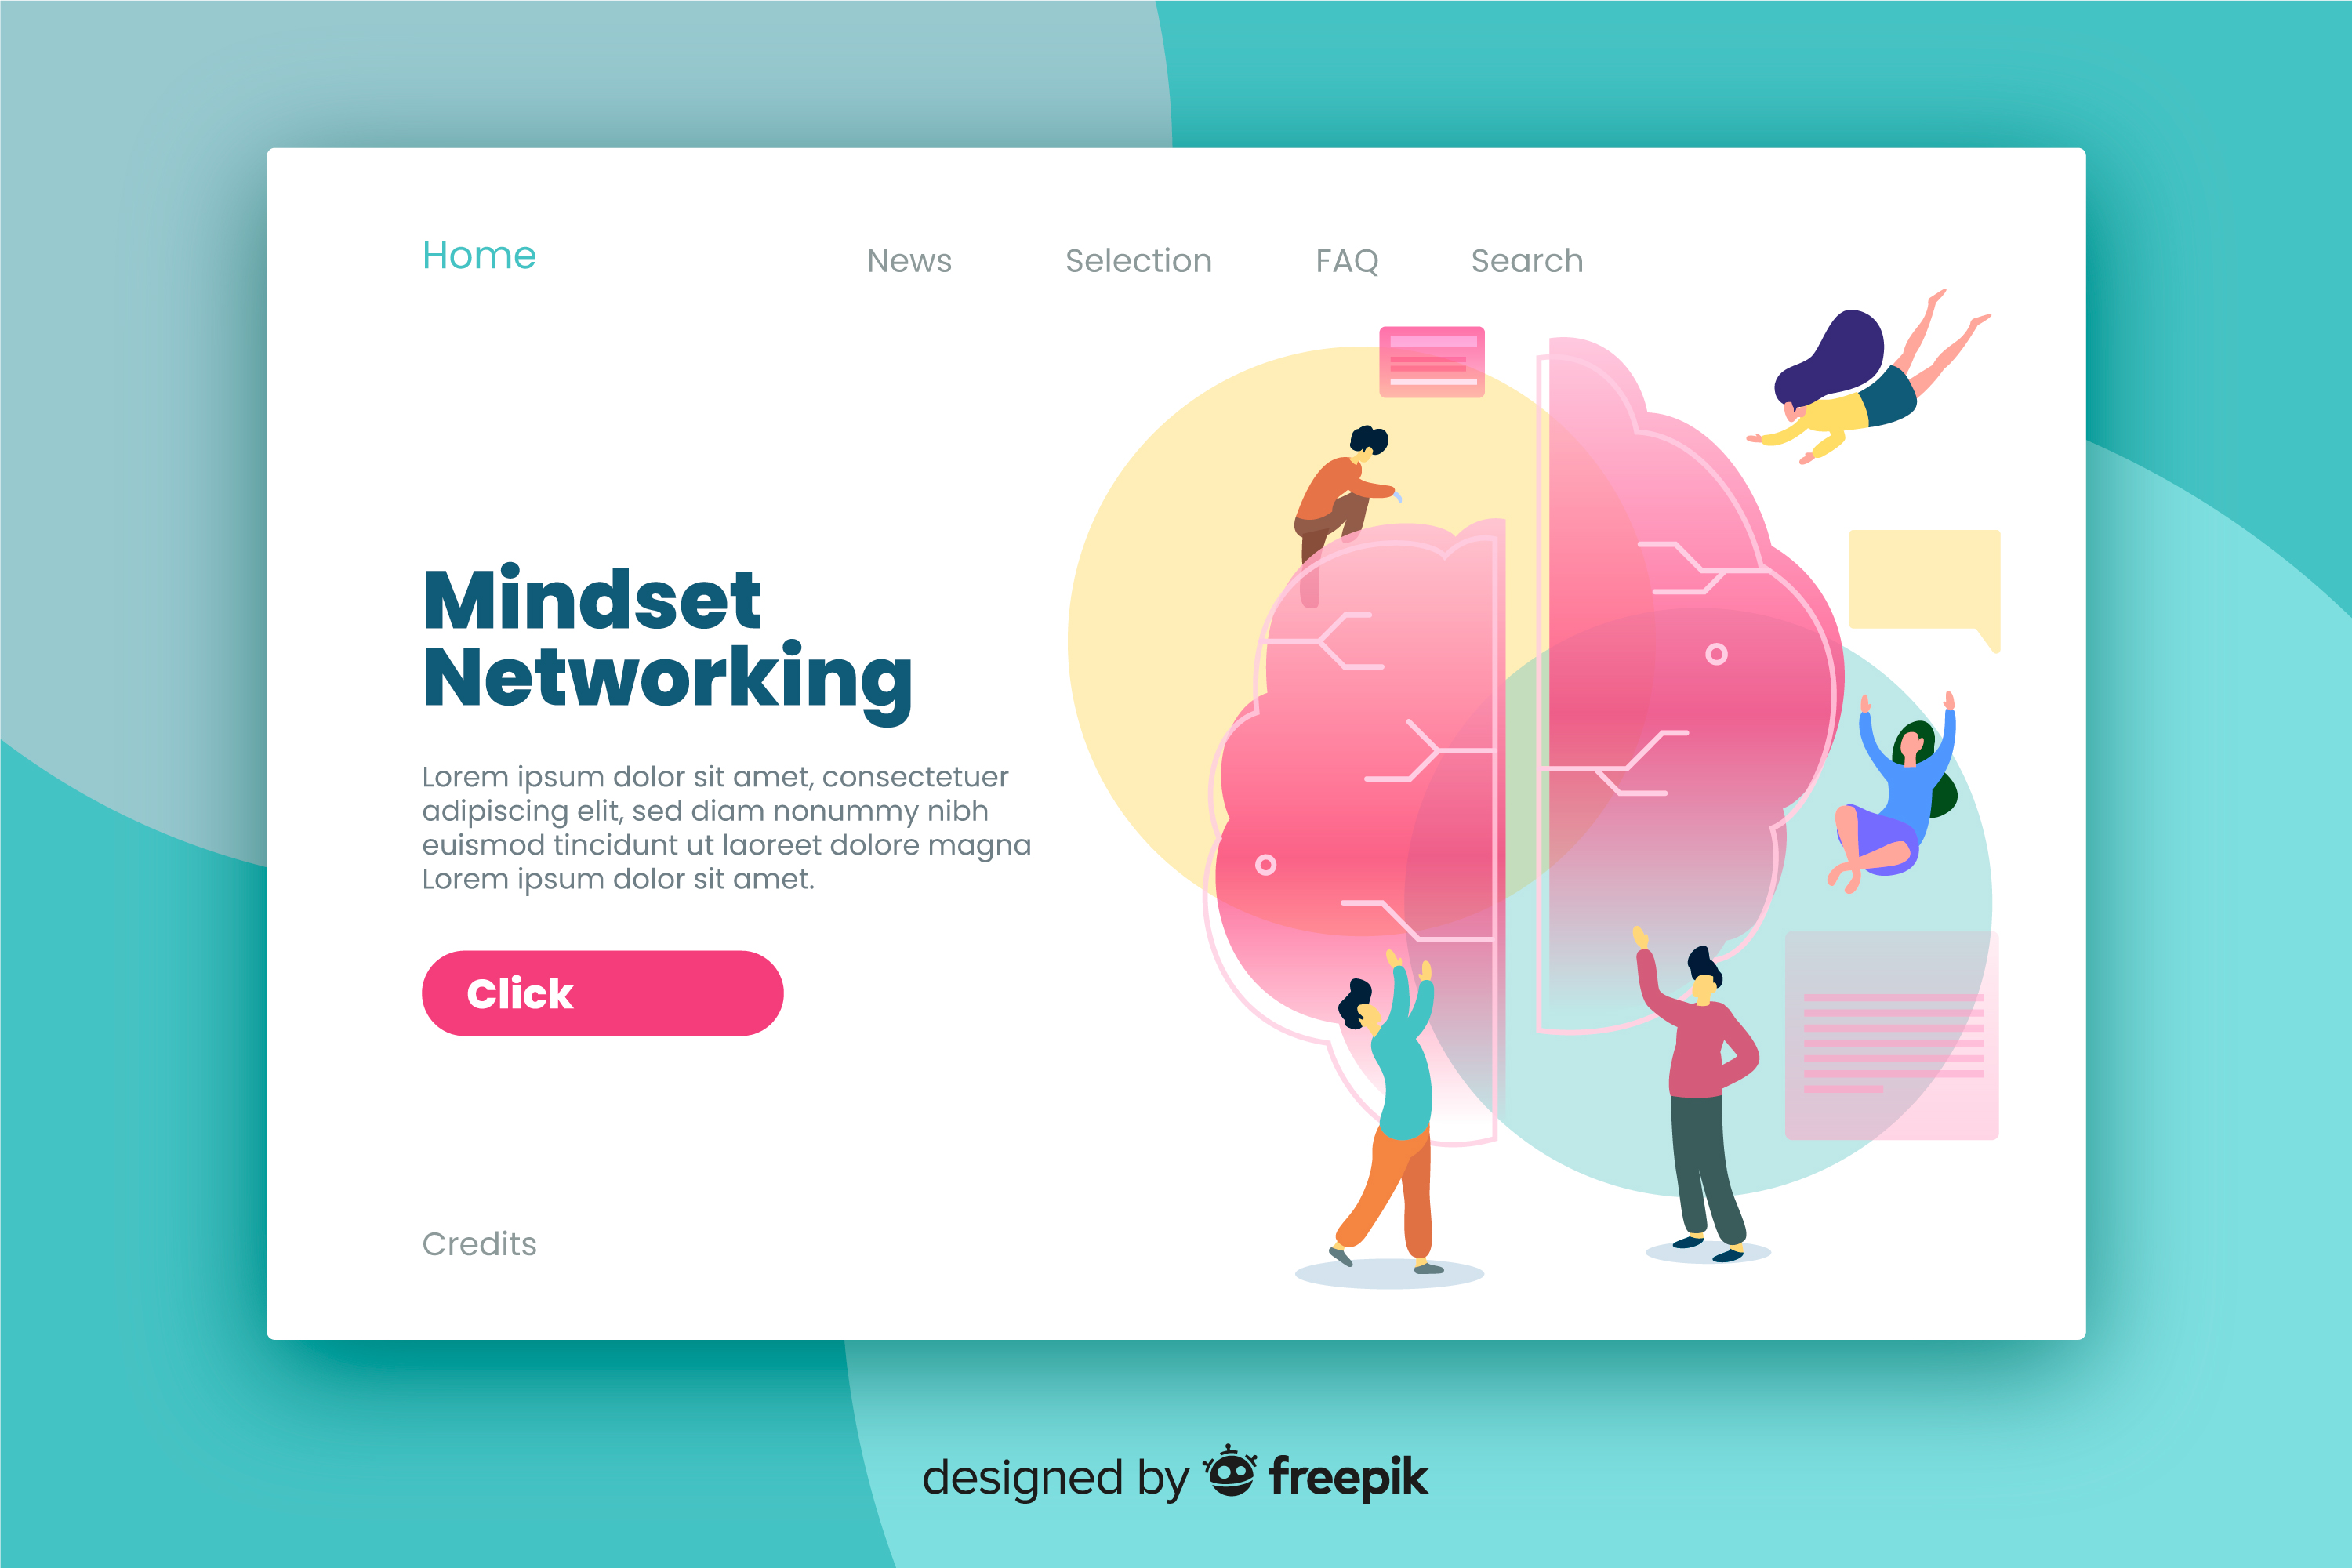 Home
News
Selection
FAQ
Search
Mindset
Networking
Lorem ipsum dolor sit amet, consectetuer
adipiscing elit, sed diam nonummy nibh
euismod tincidunt ut laoreet dolore magna
Lorem ipsum dolor sit amet.
Click
Credits
designed by freepik